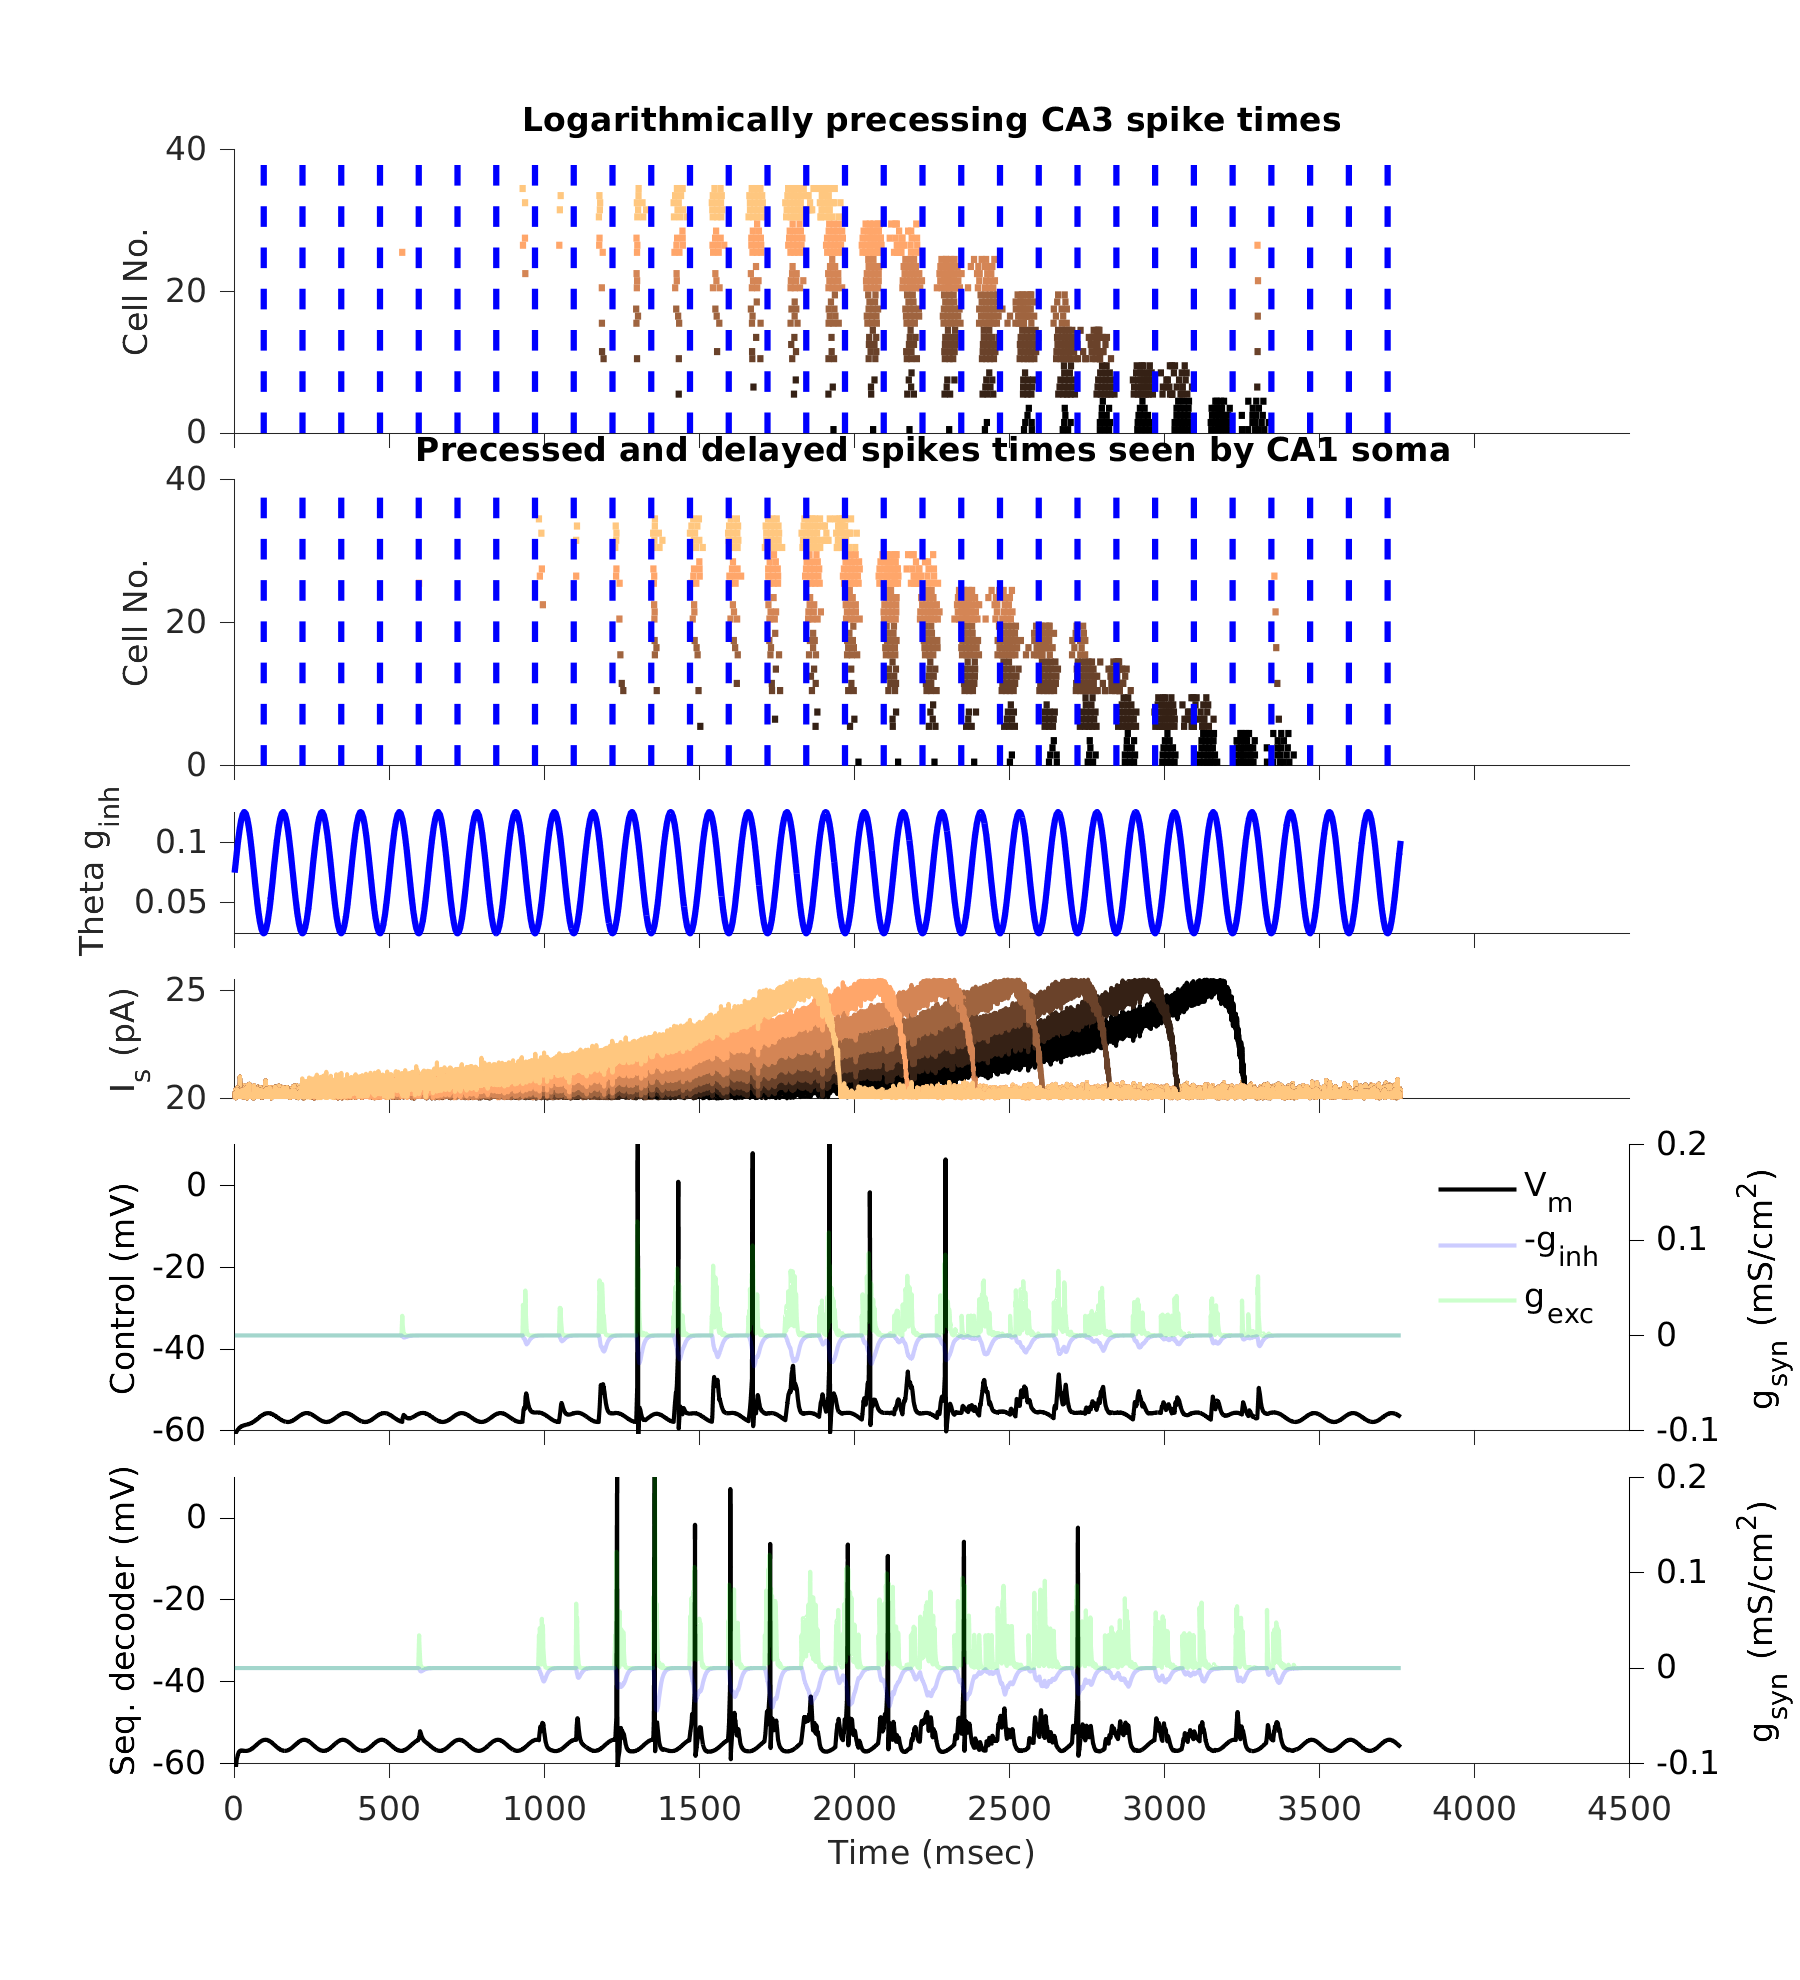 Logarithmically precessing CA3 spike times
40
20
0
Cell No.
Precessed and delayed spikes times seen by CA1 soma
40
20
0
Cell No.
0.1
0.05
Theta g_inh
25
20
I_s (pA)
0
-20
-40
-60
Control (mV)
V_m
-g_inh
g_exc
0.2
0.1
0
-0.1
g_syn (mS/cm^2)
0
-20
-40
-60
Seq. decoder (mV)
0.2
0.1
0
-0.1
g_syn (mS/cm^2)
0 500 1000 1500 2000 2500 3000 3500 4000 4500
Time (msec)